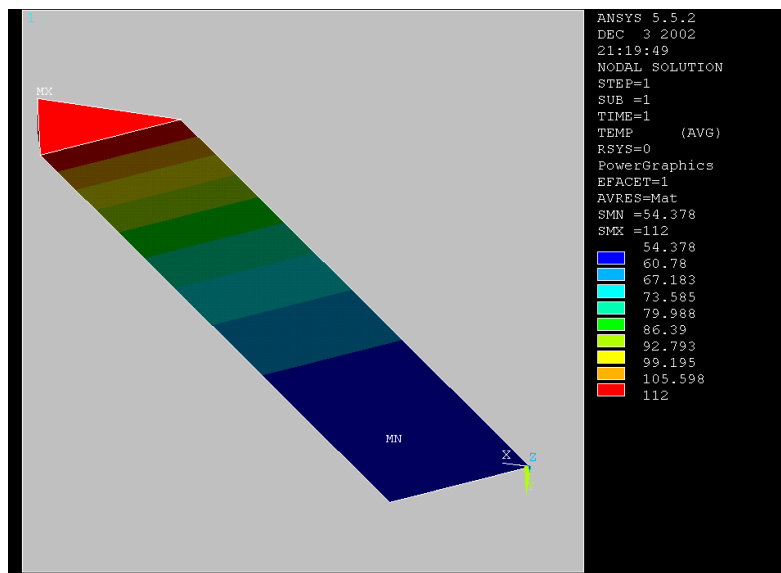 1
MX
MN
X
Z
ANSYS 5.5.2
DEC 3 2002
21:19:49
NODAL SOLUTION
STEP=1
SUB =1
TIME=1
TEMP (AVG)
RSYS=0
PowerGraphics
EFACET=1
AVRES=Mat
SMN =54.378
SMX =112
54.378
60.78
67.183
73.585
79.988
86.39
92.793
99.195
105.598
112